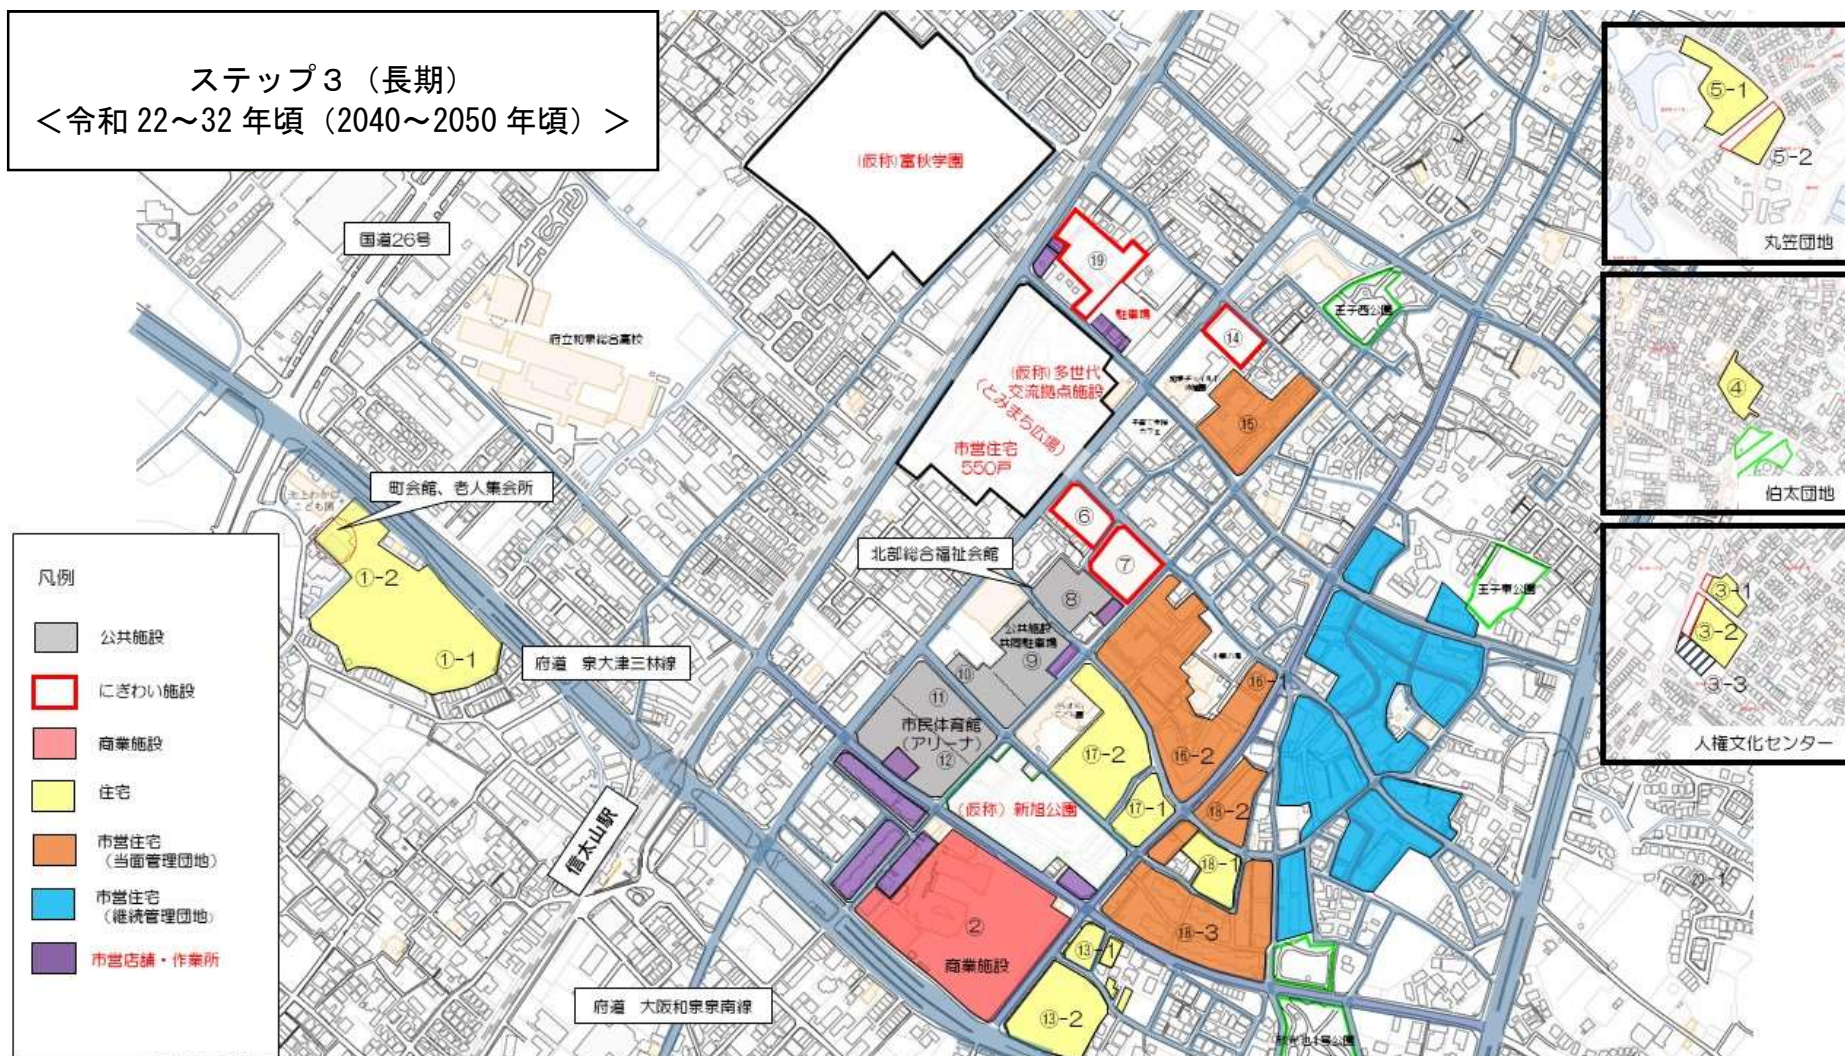 ステップ３（長期）
＜令和 22～32 年頃（2040～2050 年頃）＞
(仮称)富秋学園
国道26号
府立和泉総合高校
⑲
駐車場
⑭
王子西公園
(仮称)多世代
交流拠点施設
(とみまち広場)
市営住宅
550戸
⑮
町会館、老人集会所
①-2
①-1
府道　泉大津三林線
北部総合福祉会館
⑥
⑦
⑧
公共施設
共同駐車場
⑨
⑩
⑪
市民体育館
(アリーナ)
⑫
王子東公園
⑯-1
⑯-2
⑰-2
⑰-1
⑱-2
⑱-1
⑱-3
(仮称) 新旭公園
信太山駅
②
商業施設
⑬-1
⑬-2
府道　大阪和泉泉南線
20-1
⑤-1
⑤-2
丸笠団地
④
伯太団地
③-1
③-2
③-3
人権文化センター
凡例
公共施設
にぎわい施設
商業施設
住宅
市営住宅
（当面管理団地）
市営住宅
（継続管理団地）
市営店舗・作業所